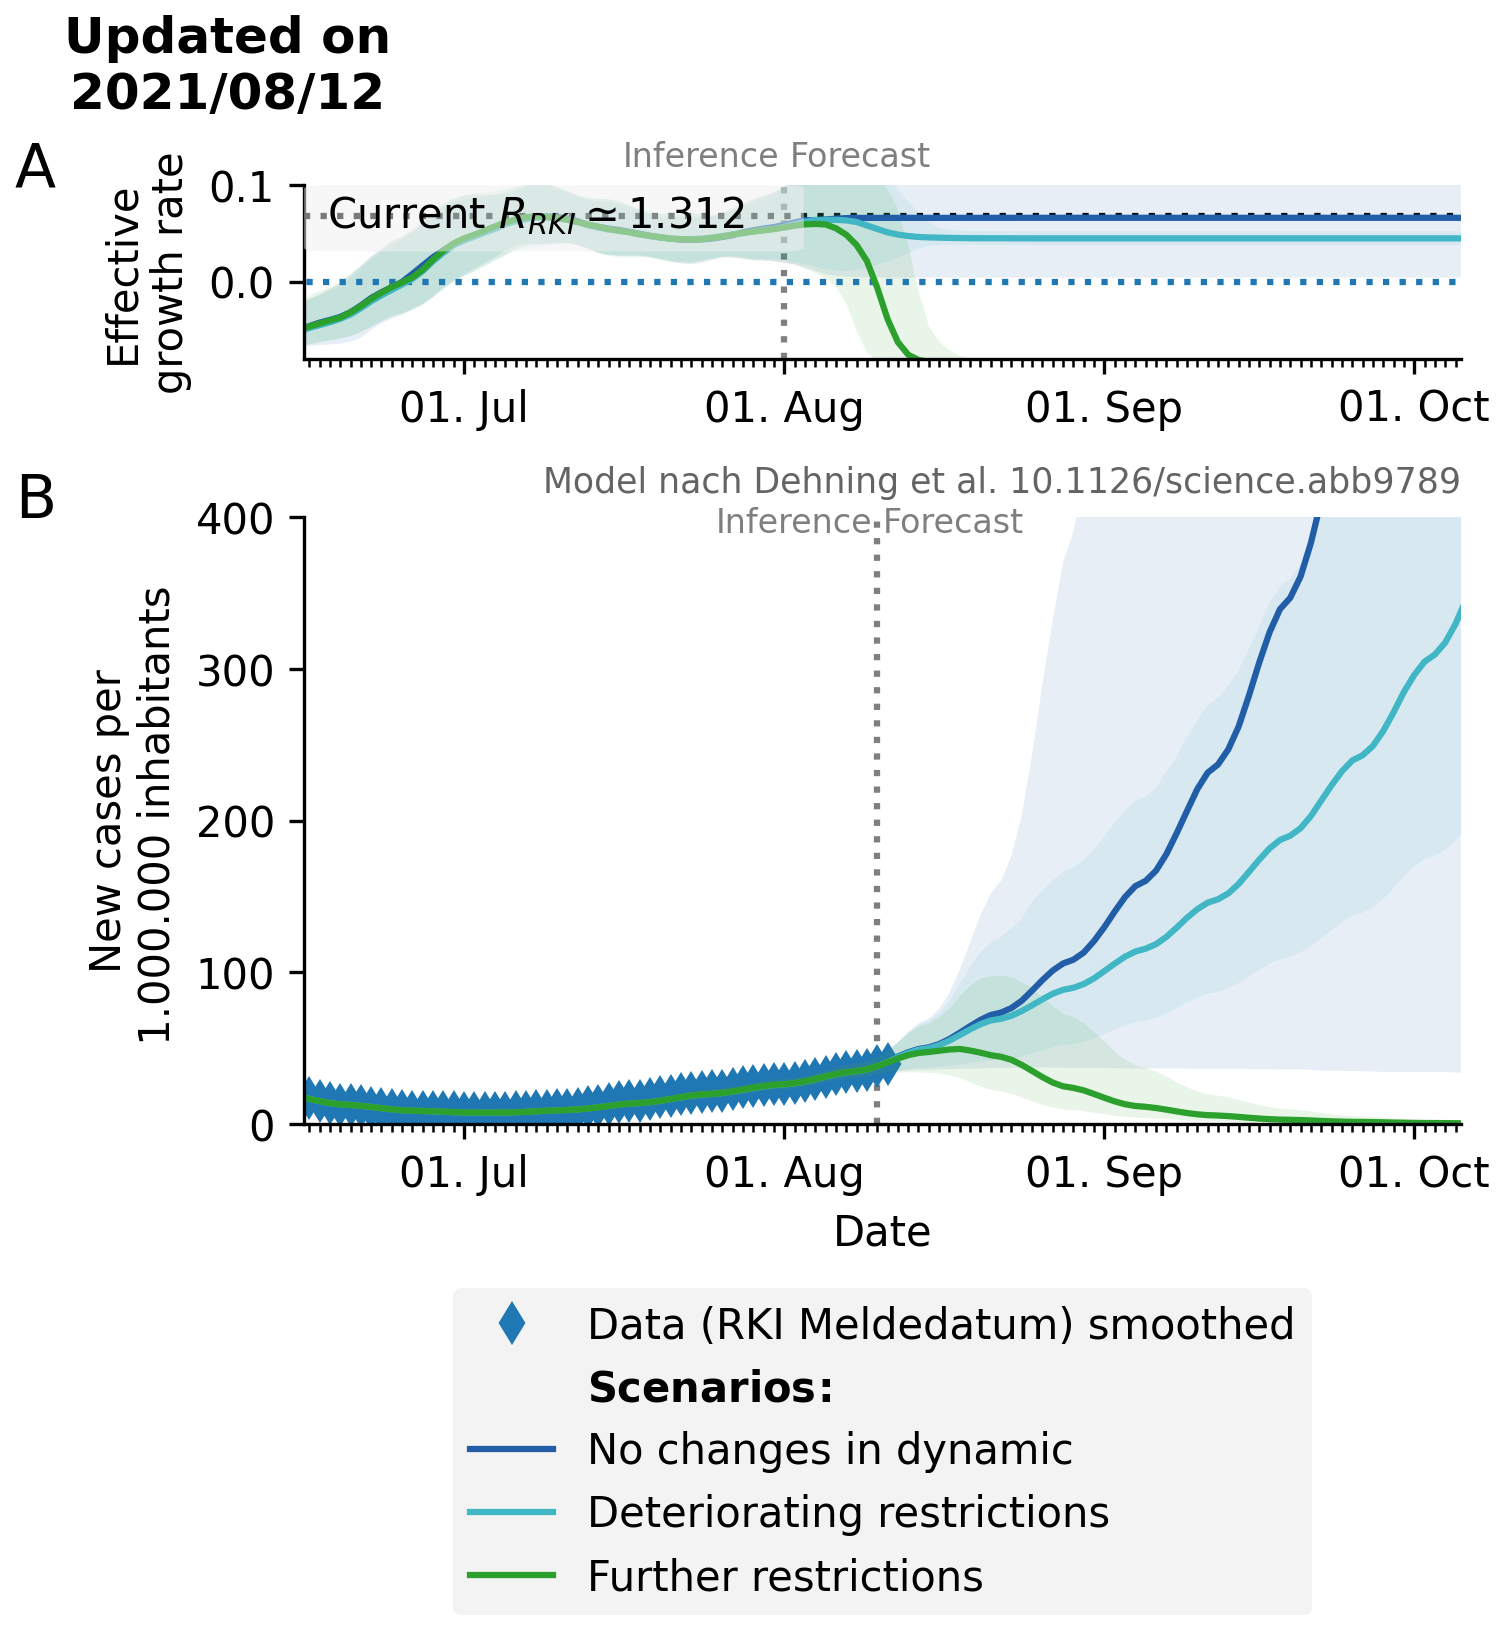 Updated on
2021/08/12
A
Effective
growth rate
Inference Forecast
0.1
0.0
Current R_RKI ≃ 1.312
01. Jul
01. Aug
01. Sep
01. Oct
B
Model nach Dehning et al. 10.1126/science.abb9789
Inference Forecast
New cases per
1.000.000 inhabitants
400
300
200
100
0
01. Jul
01. Aug
01. Sep
01. Oct
Date
Data (RKI Meldedatum) smoothed
Scenarios:
No changes in dynamic
Deteriorating restrictions
Further restrictions